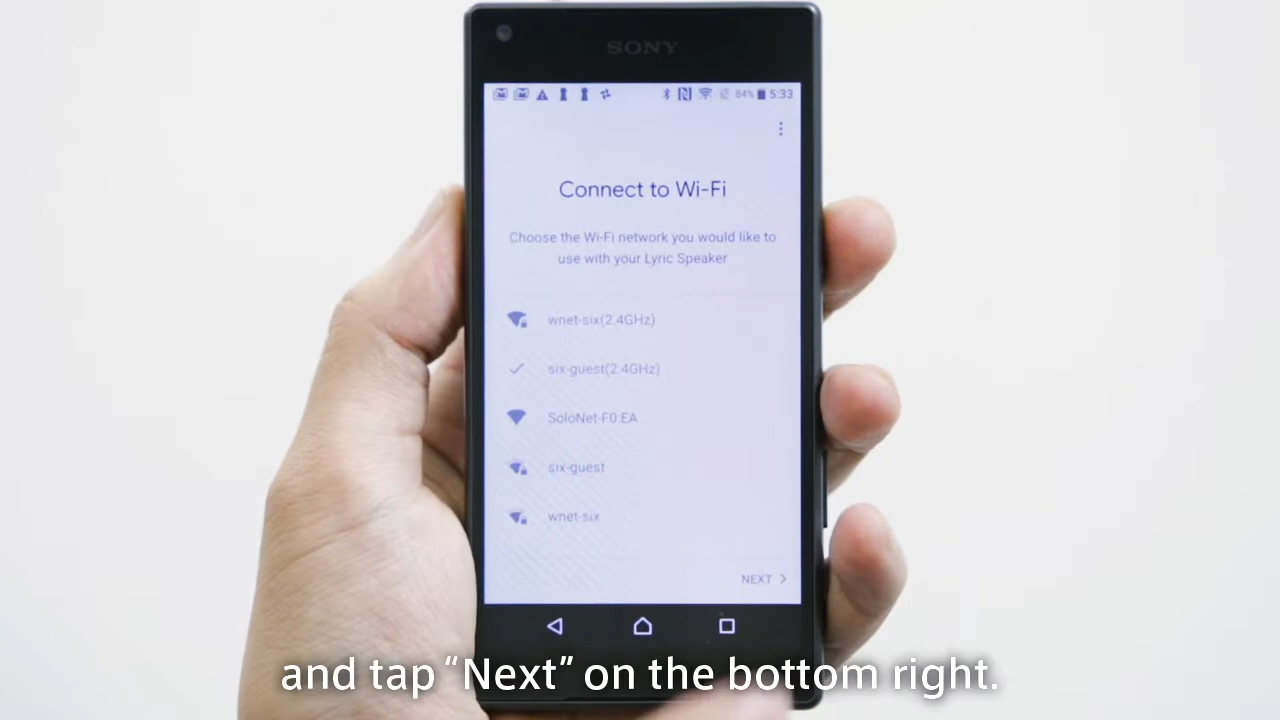 SONY
84% 5:33
Connect to Wi-Fi
Choose the Wi-Fi network you would like to
use with your Lyric Speaker
wnet-six(2.4GHz)
six-guest(2.4GHz)
SoloNet-F0:EA
six-guest
wnet-six
NEXT
and tap “Next” on the bottom right.